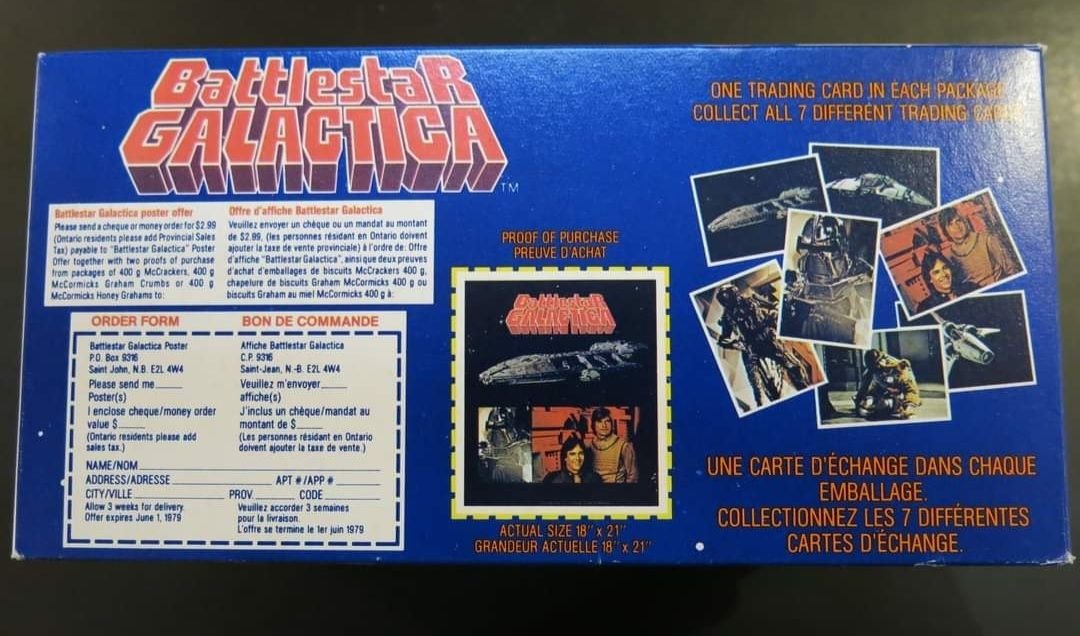 BattlestaR
GALACTICA
TM
Battlestar Galactica poster offer
Please send a cheque or money order for $2.99
(Ontario residents please add Provincial Sales
Tax) payable to "Battlestar Galactica" Poster
Offer together with two proofs of purchase
from packages of 400 g McCrackers, 400 g
McCormicks Graham Crumbs or 400 g
McCormicks Honey Grahams to:
Offre d'affiche Battlestar Galactica
Veuillez envoyer un chèque ou un mandat au montant
de $2.99, (les personnes résidant en Ontario doivent
ajouter la taxe de vente provinciale) à l'ordre de: Offre
d'affiche "Battlestar Galactica", ainsi que deux preuves
d'achat d'emballages de biscuits McCrackers 400 g,
chapelure de biscuits Graham McCormicks 400 g ou
biscuits Graham au miel McCormicks 400 g à:
ORDER FORM
Battlestar Galactica Poster
P.O. Box 9316
Saint John, N.B. E2L 4W4
Please send me
Poster(s)
I enclose cheque/money order
value $
(Ontario residents please add
sales tax.)
BON DE COMMANDE
Affiche Battlestar Galactica
C.P. 9316
Saint-Jean, N.-B. E2L 4W4
Veuillez m'envoyer
affiche(s)
J'inclus un chèque/mandat au
montant de $
(Les personnes résidant en Ontario
doivent ajouter la taxe de vente.)
NAME/NOM
ADDRESS/ADRESSE APT #/APP #
CITY/VILLE PROV. CODE
Allow 3 weeks for delivery.
Offer expires June 1, 1979
Veuillez accorder 3 semaines
pour la livraison.
L'offre se termine le 1er juin 1979
PROOF OF PURCHASE
PREUVE D'ACHAT
BattlestaR
GALACTICA
ACTUAL SIZE 18" x 21"
GRANDEUR ACTUELLE 18" x 21"
ONE TRADING CARD IN EACH PACKAGE
COLLECT ALL 7 DIFFERENT TRADING
UNE CARTE D'ÉCHANGE DANS CHAQUE
EMBALLAGE.
COLLECTIONNEZ LES 7 DIFFÉRENTES
CARTES D'ÉCHANGE.